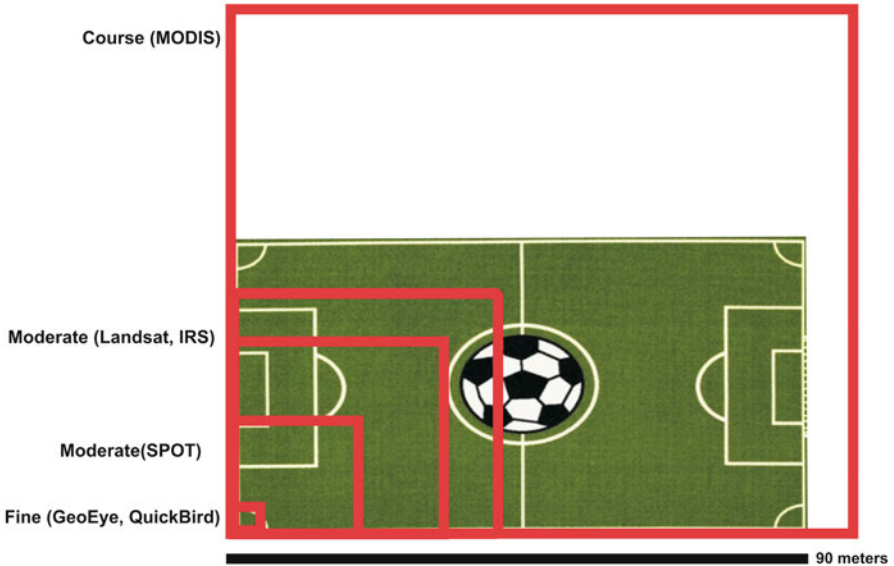 Course (MODIS)
Moderate (Landsat, IRS)
Moderate(SPOT)
Fine (GeoEye, QuickBird)
90 meters